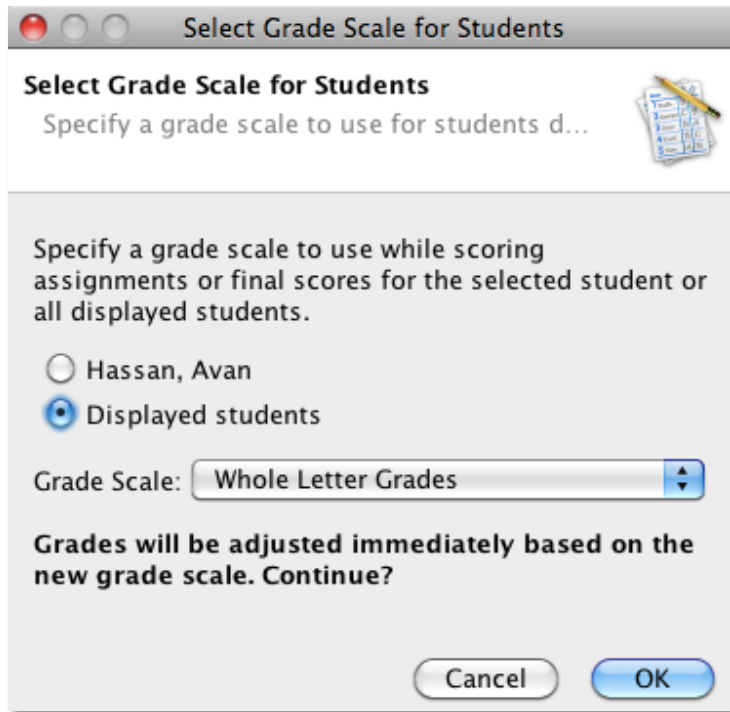 Select Grade Scale for Students
Select Grade Scale for Students
Specify a grade scale to use for students d...
Specify a grade scale to use while scoring
assignments or final scores for the selected student or
all displayed students.
Hassan, Avan
Displayed students
Grade Scale: Whole Letter Grades
Grades will be adjusted immediately based on the
new grade scale. Continue?
Cancel OK